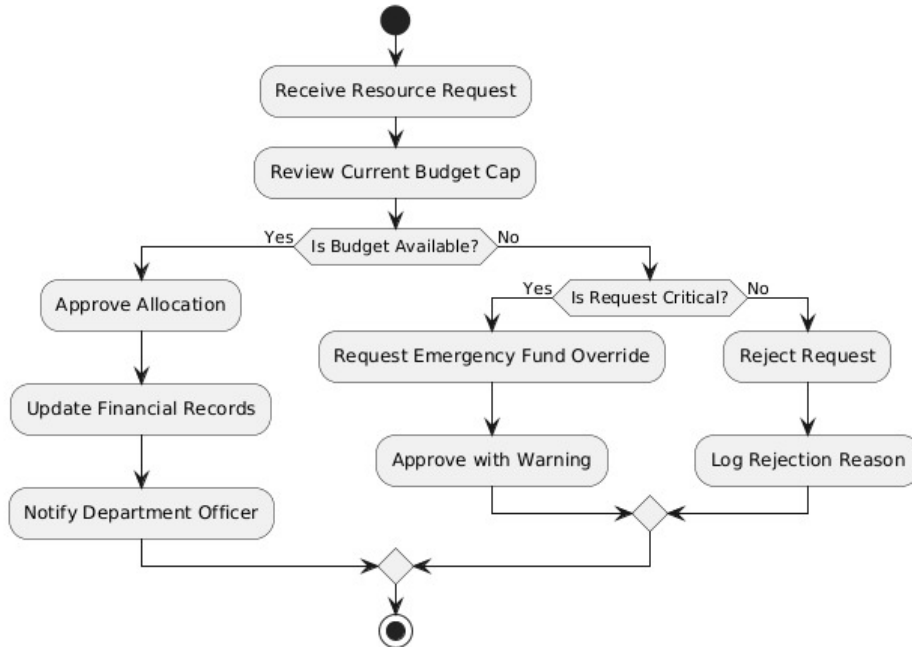 Receive Resource Request
Review Current Budget Cap
Is Budget Available?
Yes
No
Approve Allocation
Update Financial Records
Notify Department Officer
Is Request Critical?
Yes
No
Request Emergency Fund Override
Approve with Warning
Reject Request
Log Rejection Reason